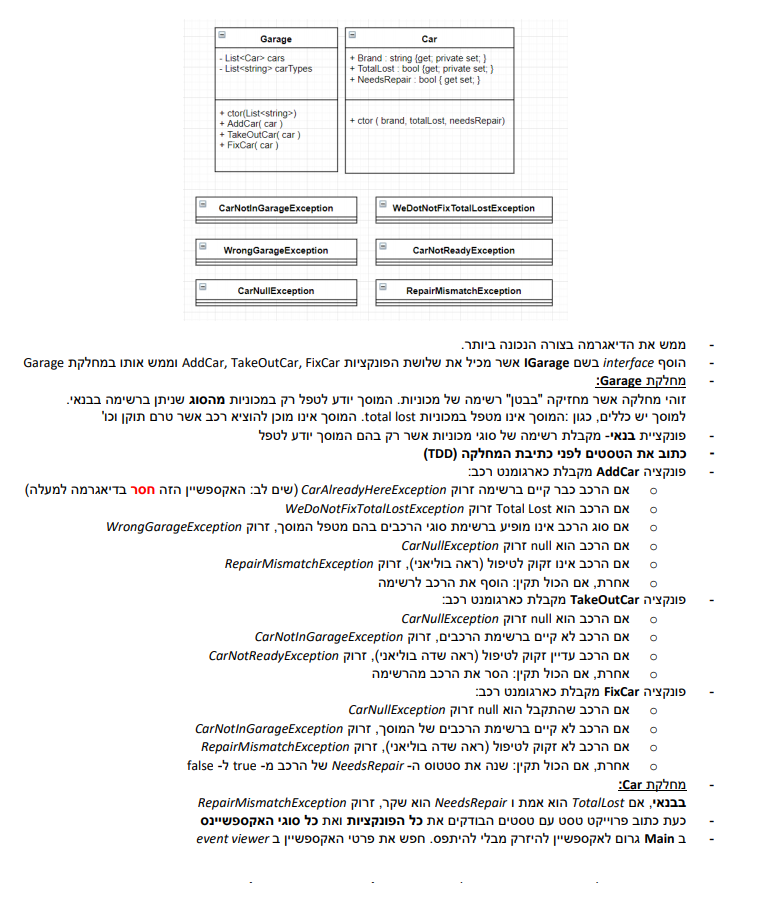 Garage
- List<Car> cars
- List<string> carTypes
+ ctor(List<string>)
+ AddCar( car )
+ TakeOutCar( car )
+ FixCar( car )
Car
+ Brand : string {get; private set; }
+ TotalLost : bool {get; private set; }
+ NeedsRepair : bool { get set; }
+ ctor ( brand, totalLost, needsRepair)
CarNotInGarageException
WeDotNotFixTotalLostException
WrongGarageException
CarNotReadyException
CarNullException
RepairMismatchException
- ממש את הדיאגרמה בצורה הנכונה ביותר.
- הוסף interface בשם IGarage אשר מכיל את שלושת הפונקציות AddCar, TakeOutCar, FixCar וממש אותו במחלקת Garage
- מחלקת Garage:
זוהי מחלקה אשר מחזיקה "בבטן" רשימה של מכוניות. המוסך יודע לטפל רק במכוניות מהסוג שניתן ברשימה בבנאי.
למוסך יש כללים, כגון :המוסך אינו מטפל במכוניות total lost. המוסך אינו מוכן להוציא רכב אשר טרם תוקן וכו'
- פונקציית בנאי- מקבלת רשימה של סוגי מכוניות אשר רק בהם המוסך יודע לטפל
- כתוב את הטסטים לפני כתיבת המחלקה (TDD)
- פונקציה AddCar מקבלת כארגומנט רכב:
o אם הרכב כבר קיים ברשימה זרוק CarAlreadyHereException (שים לב: האקספשיין הזה חסר בדיאגרמה למעלה)
o אם הרכב הוא Total Lost זרוק WeDoNotFixTotalLostException
o אם סוג הרכב אינו מופיע ברשימת סוגי הרכבים בהם מטפל המוסך, זרוק WrongGarageException
o אם הרכב הוא null זרוק CarNullException
o אם הרכב אינו זקוק לטיפול (ראה בוליאני), זרוק RepairMismatchException
o אחרת, אם הכול תקין: הוסף את הרכב לרשימה
- פונקציה TakeOutCar מקבלת כארגומנט רכב:
o אם הרכב הוא null זרוק CarNullException
o אם הרכב לא קיים ברשימת הרכבים, זרוק CarNotInGarageException
o אם הרכב עדיין זקוק לטיפול (ראה שדה בוליאני), זרוק CarNotReadyException
o אחרת, אם הכול תקין: הסר את הרכב מהרשימה
- פונקציה FixCar מקבלת כארגומנט רכב:
o אם הרכב שהתקבל הוא null זרוק CarNullException
o אם הרכב לא קיים ברשימת הרכבים של המוסך, זרוק CarNotInGarageException
o אם הרכב לא זקוק לטיפול (ראה שדה בוליאני), זרוק RepairMismatchException
o אחרת, אם הכול תקין: שנה את סטטוס ה- NeedsRepair של הרכב מ- true ל- false
- מחלקת Car:
בבנאי, אם TotalLost הוא אמת ו NeedsRepair הוא שקר, זרוק RepairMismatchException
- כעת כתוב פרוייקט טסט עם טסטים הבודקים את כל הפונקציות ואת כל סוגי האקספשיינס
- ב Main גרום לאקספשיין להיזרק מבלי להיתפס. חפש את פרטי האקספשיין ב event viewer